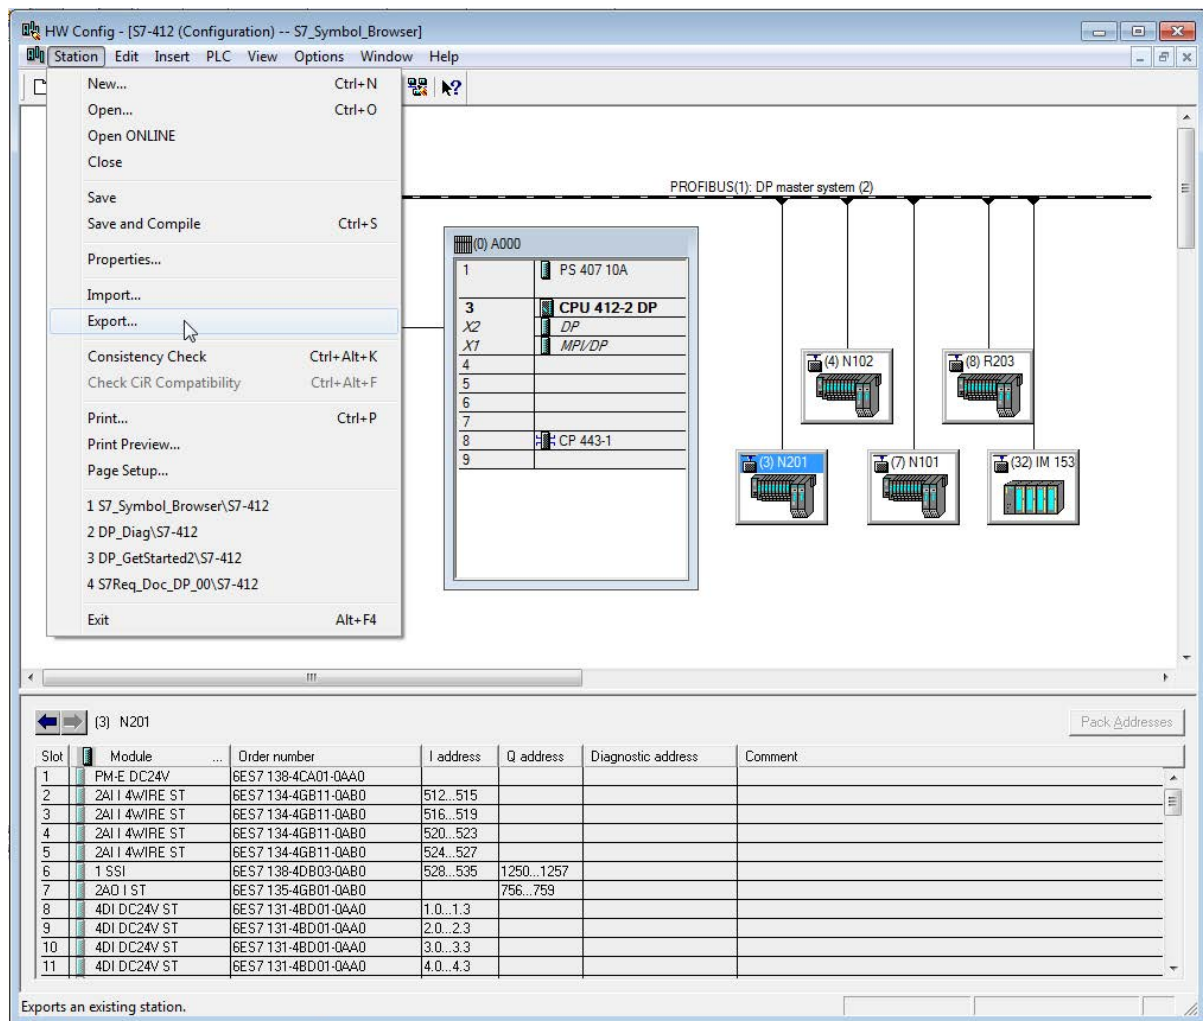 HW Config - [S7-412 (Configuration) -- S7_Symbol_Browser]
Station Edit Insert PLC View Options Window Help
New... Ctrl+N
Open... Ctrl+O
Open ONLINE
Close
Save
Save and Compile Ctrl+S
Properties...
Import...
Export...
Consistency Check Ctrl+Alt+K
Check CiR Compatibility Ctrl+Alt+F
Print... Ctrl+P
Print Preview...
Page Setup...
1 S7_Symbol_Browser\S7-412
2 DP_Diag\S7-412
3 DP_GetStarted2\S7-412
4 S7Req_Doc_DP_00\S7-412
Exit Alt+F4
PROFIBUS(1): DP master system (2)
(0) A000
1 PS 407 10A
3 CPU 412-2 DP
X2 DP
X1 MPI/DP
4
5
6
7
8 CP 443-1
9
(4) N102 (8) R203
(3) N201 (7) N101 (32) IM 153
(3) N201 Pack Addresses
Slot Module ... Order number I address Q address Diagnostic address Comment
1 PM-E DC24V 6ES7 138-4CA01-0AA0
2 2AI I 4WIRE ST 6ES7 134-4GB11-0AB0 512...515
3 2AI I 4WIRE ST 6ES7 134-4GB11-0AB0 516...519
4 2AI I 4WIRE ST 6ES7 134-4GB11-0AB0 520...523
5 2AI I 4WIRE ST 6ES7 134-4GB11-0AB0 524...527
6 1 SSI 6ES7 138-4DB03-0AB0 528...535 1250...1257
7 2AO I ST 6ES7 135-4GB01-0AB0 756...759
8 4DI DC24V ST 6ES7 131-4BD01-0AA0 1.0...1.3
9 4DI DC24V ST 6ES7 131-4BD01-0AA0 2.0...2.3
10 4DI DC24V ST 6ES7 131-4BD01-0AA0 3.0...3.3
11 4DI DC24V ST 6ES7 131-4BD01-0AA0 4.0...4.3
Exports an existing station.